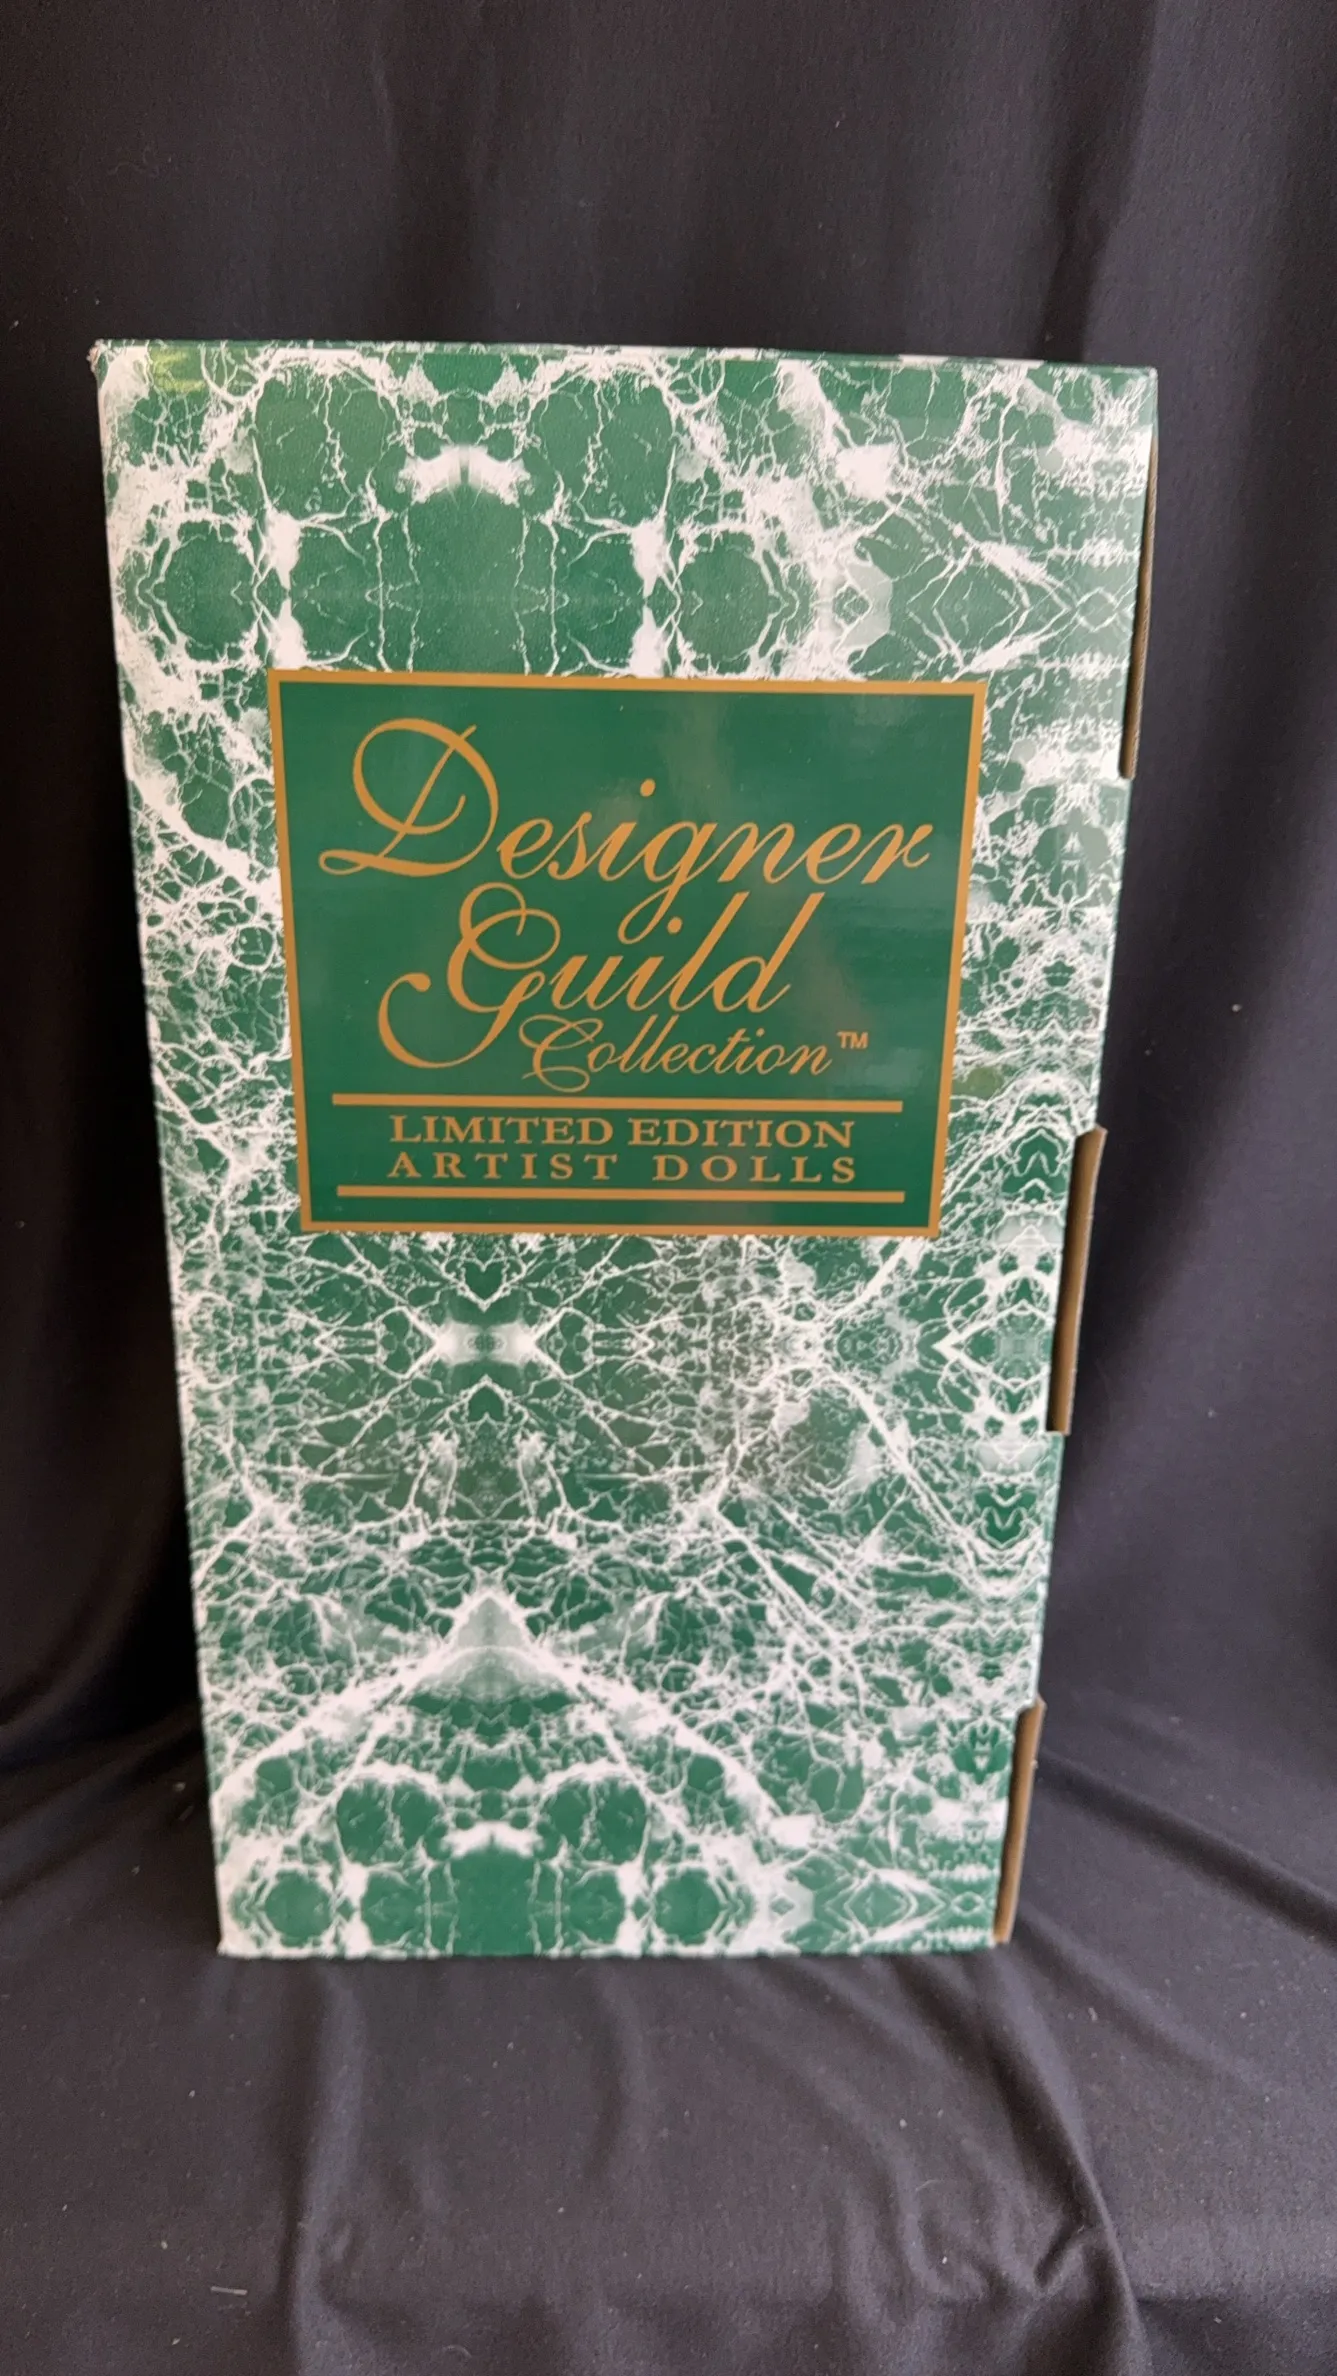 Designer
Guild
Collection™
LIMITED EDITION
ARTIST DOLLS